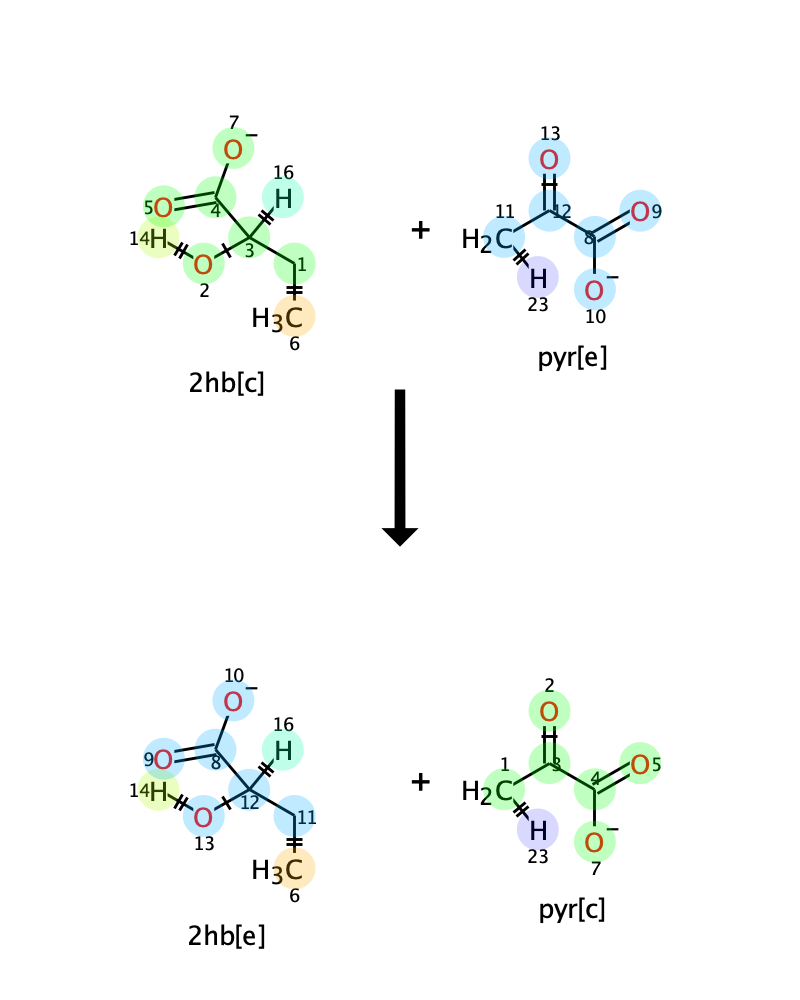 7
O−
16
H
5O
4
14H
3
O
2
1
H3C
6
2hb[c]
+
13
O
11
12
H2C
8
O9
H
23
O−
10
pyr[e]
10
O−
16
H
9O
8
14H
12
O
13
11
H3C
6
2hb[e]
+
2
O
1
3
H2C
4
O5
H
23
O−
7
pyr[c]